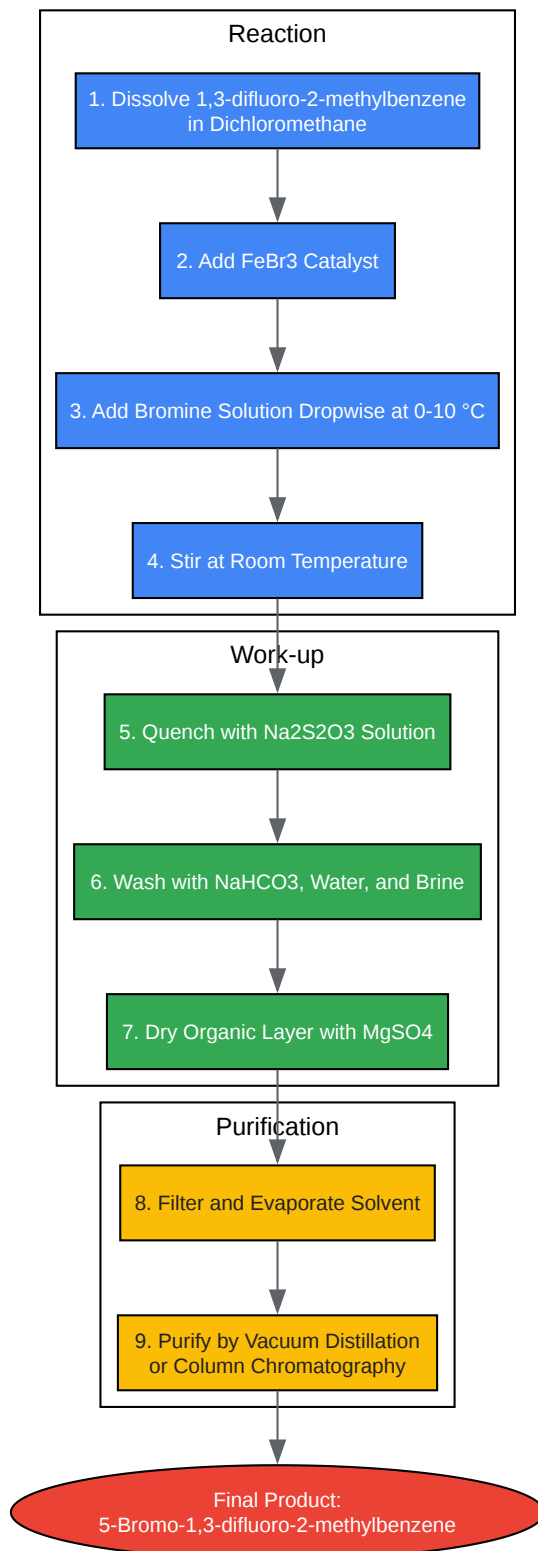 Reaction
1. Dissolve 1,3-difluoro-2-methylbenzene
in Dichloromethane
2. Add FeBr3 Catalyst
3. Add Bromine Solution Dropwise at 0-10 °C
4. Stir at Room Temperature
Work-up
5. Quench with Na2S2O3 Solution
6. Wash with NaHCO3, Water, and Brine
7. Dry Organic Layer with MgSO4
Purification
8. Filter and Evaporate Solvent
9. Purify by Vacuum Distillation
or Column Chromatography
Final Product:
5-Bromo-1,3-difluoro-2-methylbenzene